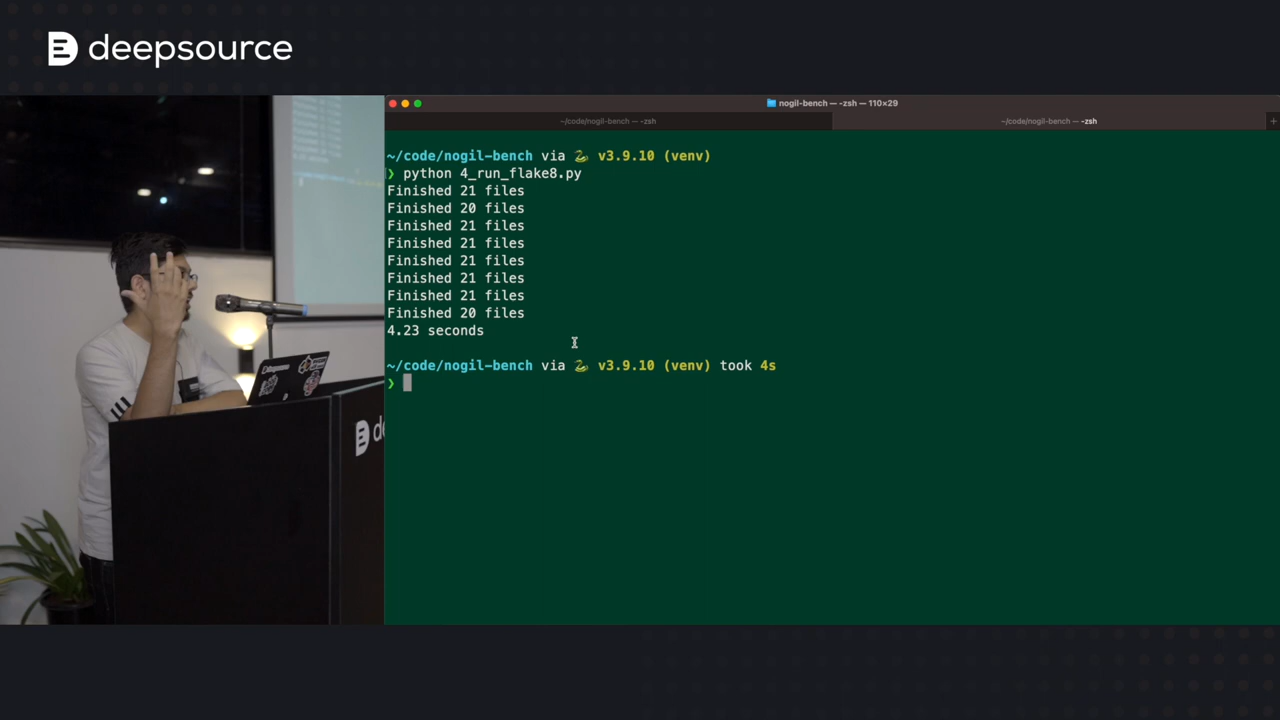 deepsource
nogil-bench — -zsh — 110×29
~/code/nogil-bench — -zsh
~/code/nogil-bench — -zsh
+
~/code/nogil-bench via 🐍 v3.9.10 (venv)
❯ python 4_run_flake8.py
Finished 21 files
Finished 20 files
Finished 21 files
Finished 21 files
Finished 21 files
Finished 21 files
Finished 21 files
Finished 20 files
4.23 seconds
~/code/nogil-bench via 🐍 v3.9.10 (venv) took 4s
❯